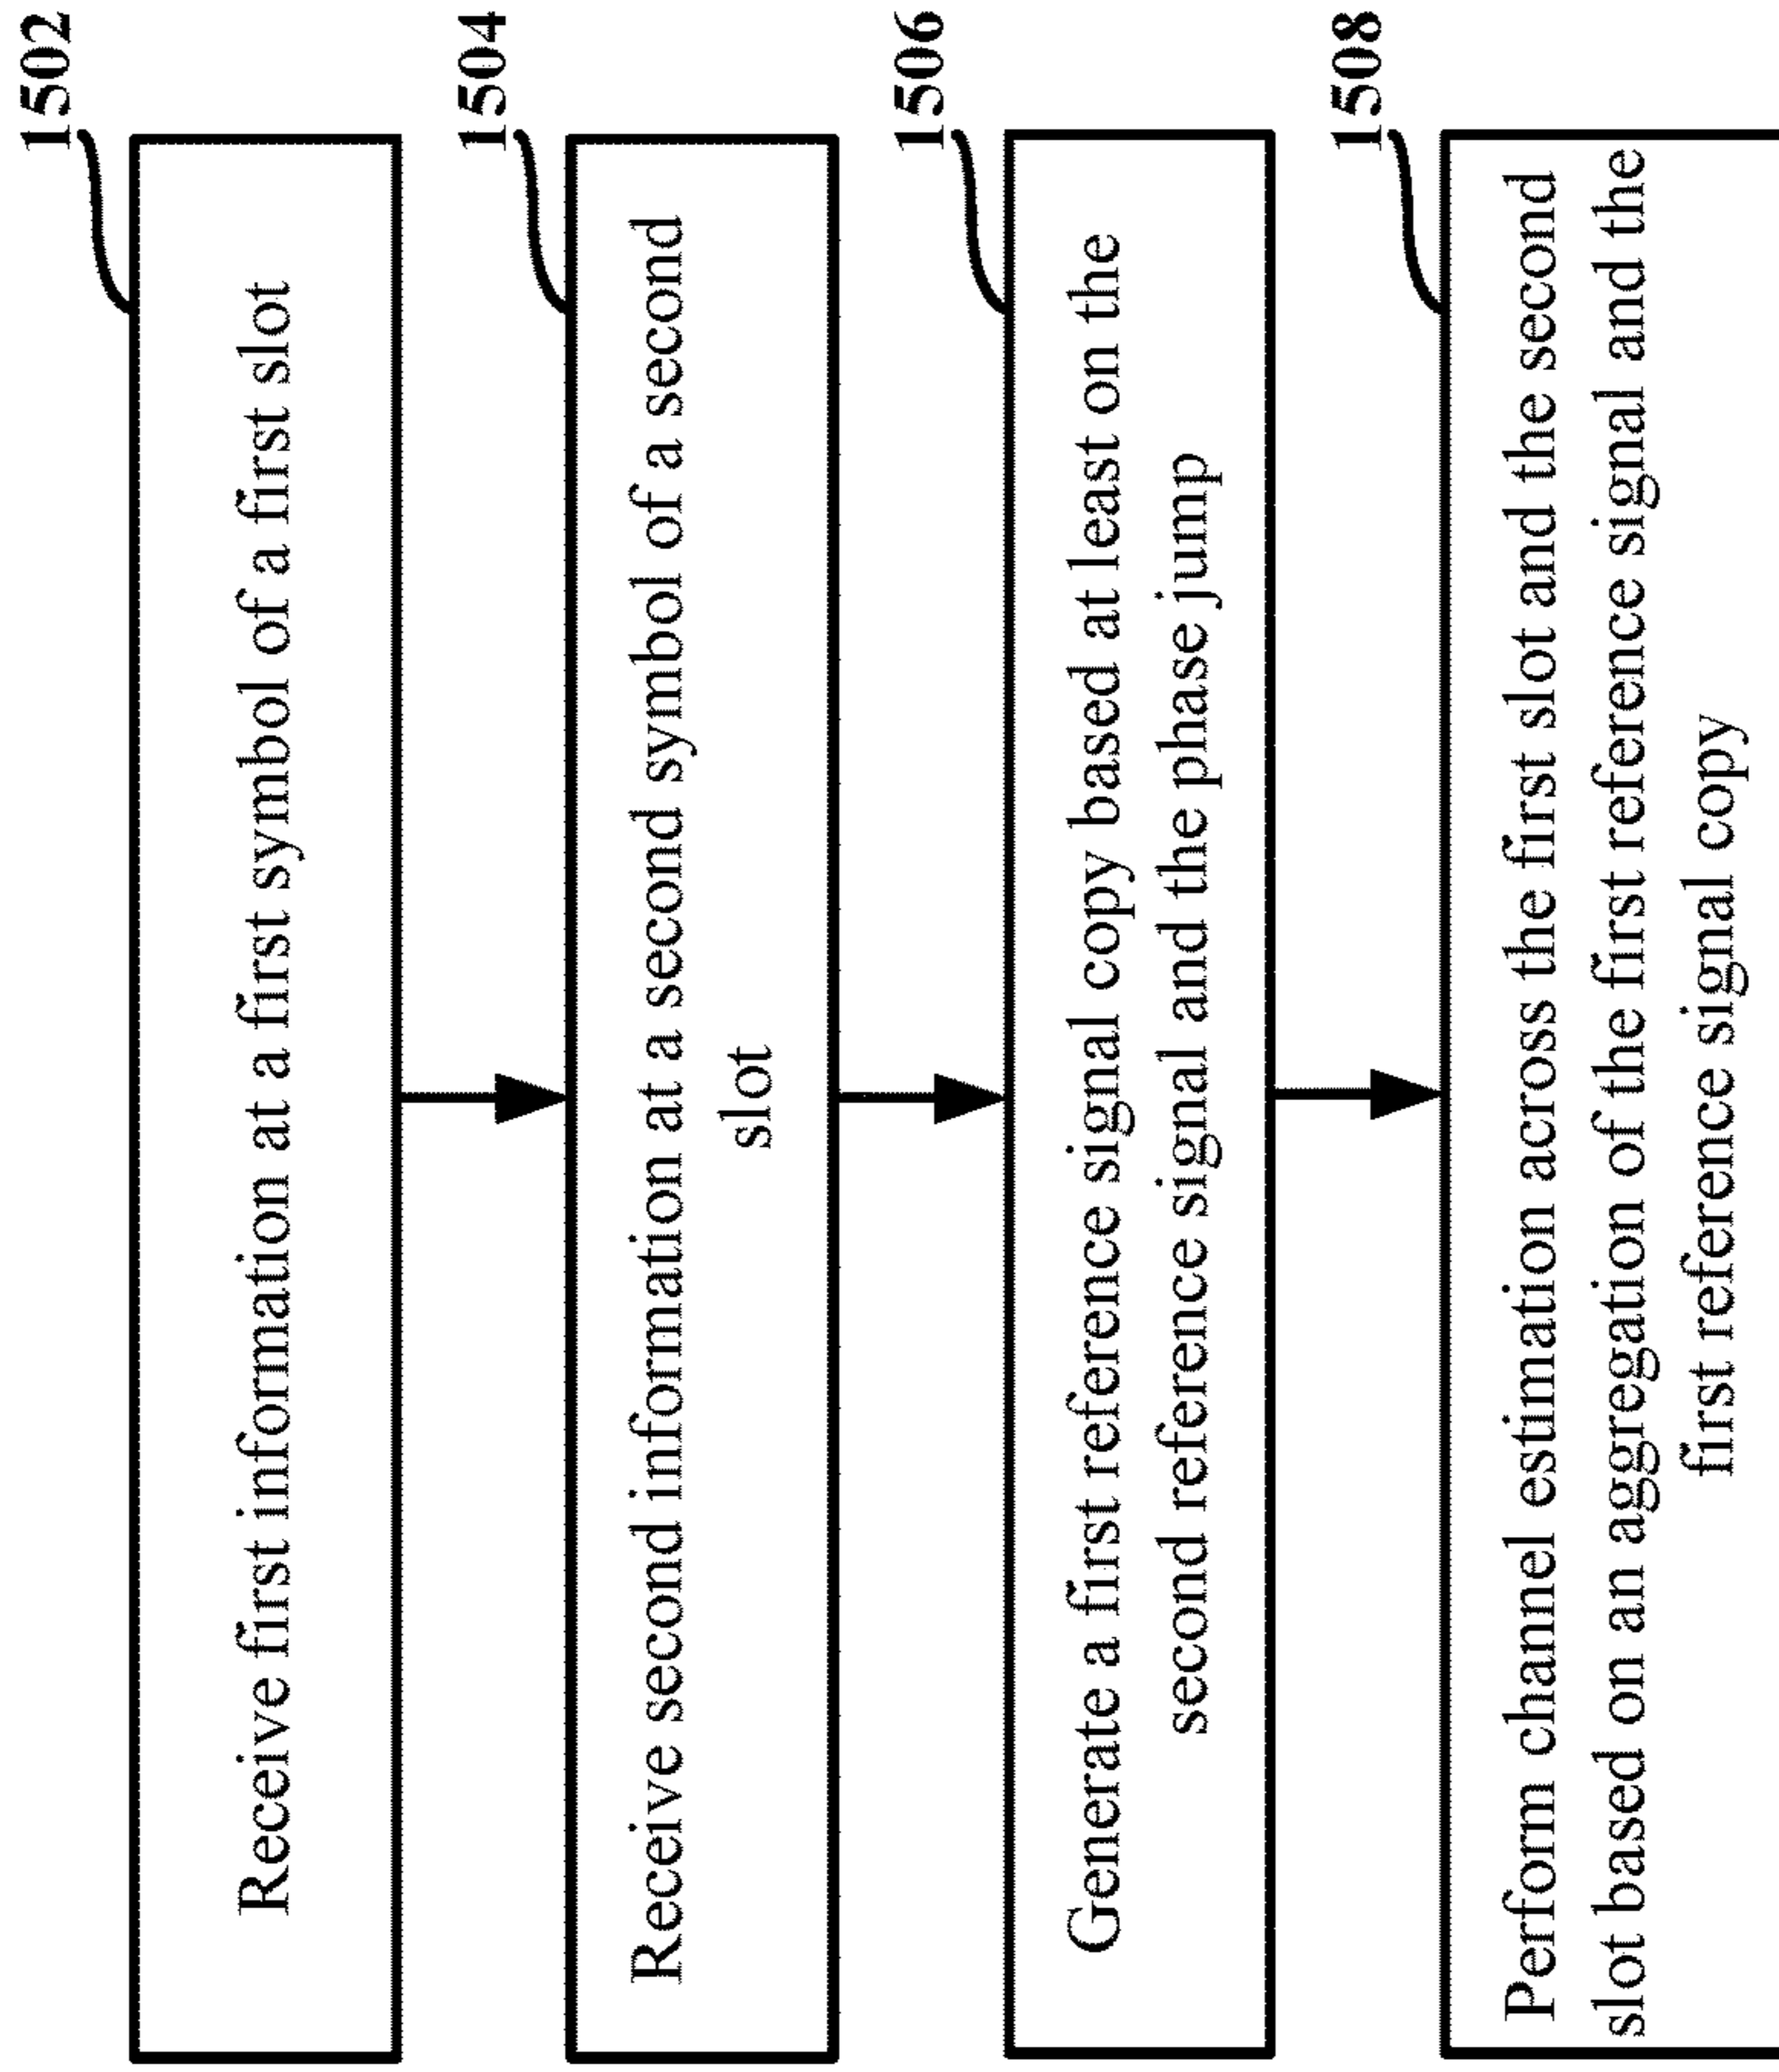 1502
Receive first information at a first symbol of a first slot
1504
Receive second information at a second symbol of a second
slot
1506
Generate a first reference signal copy based at least on the
second reference signal and the phase jump
1508
Perform channel estimation across the first slot and the second
slot based on an aggregation of the first reference signal and the
first reference signal copy